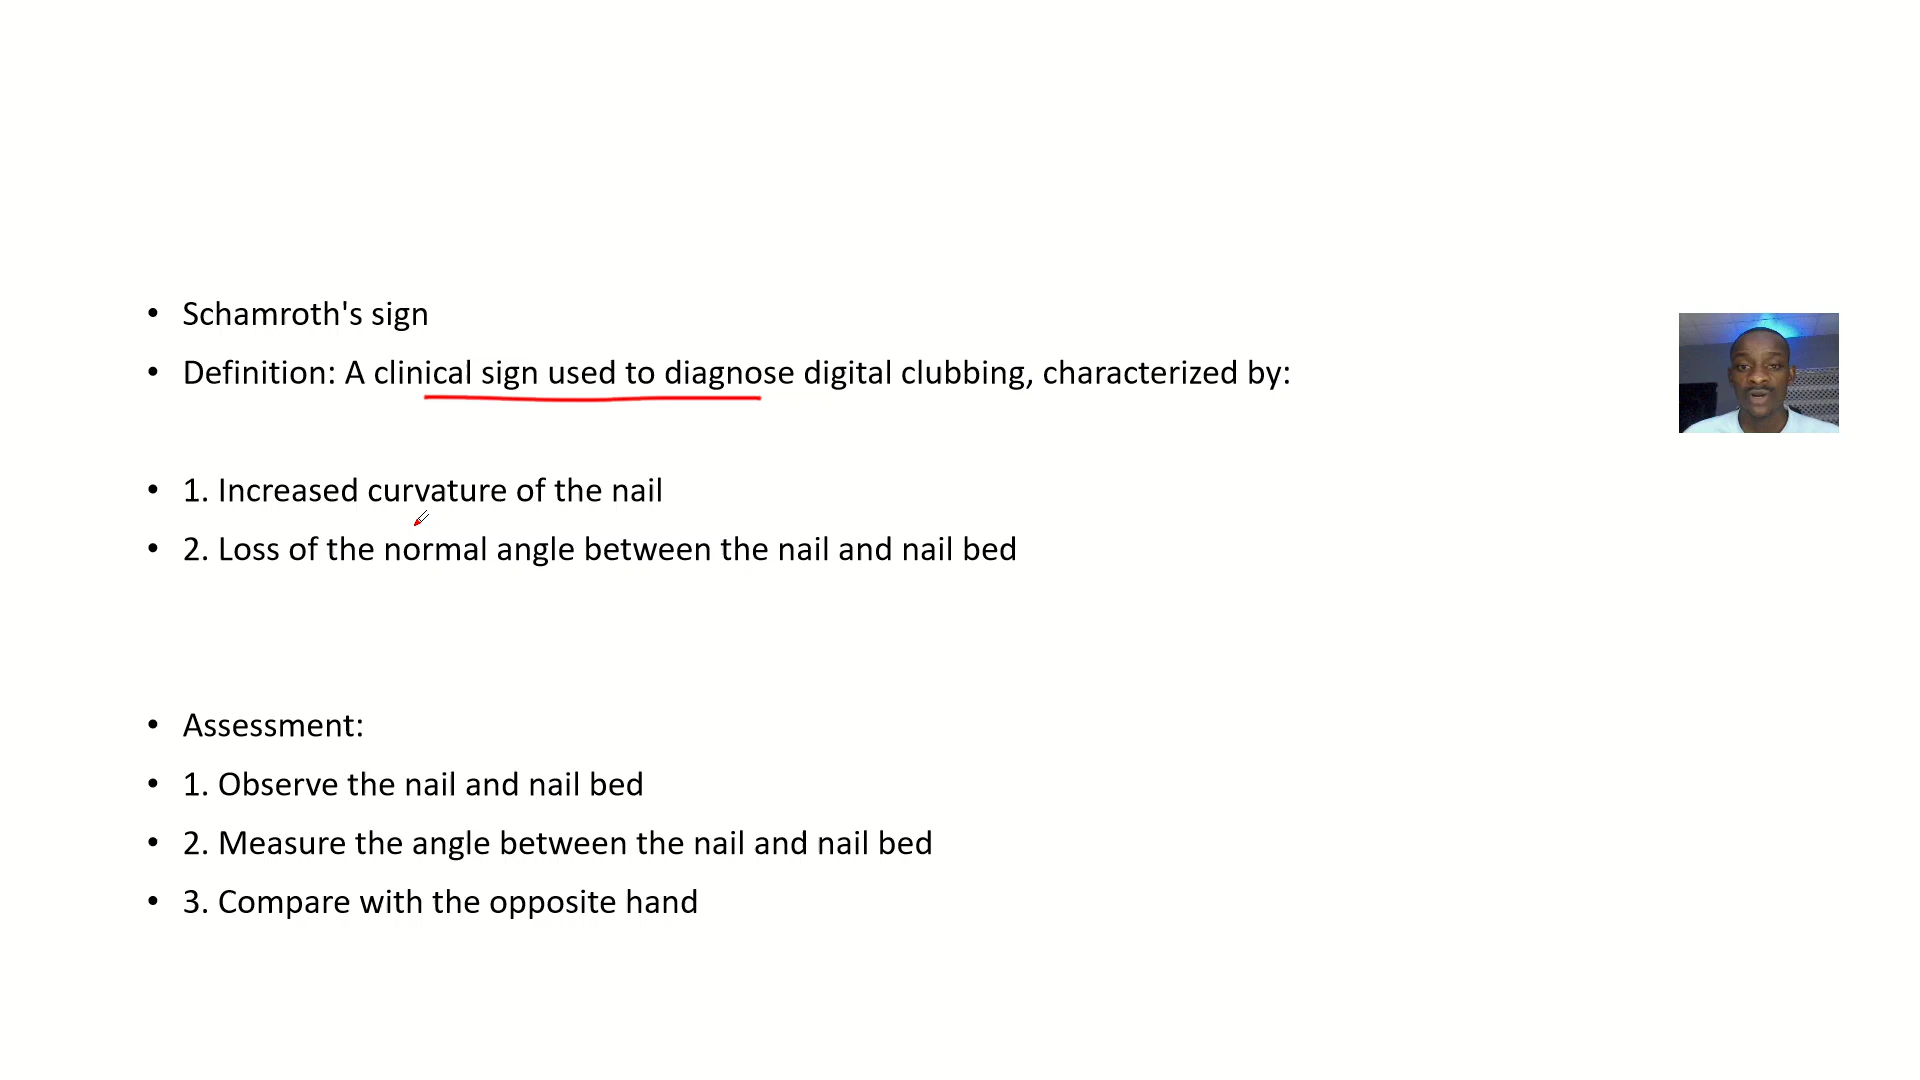 • Schamroth's sign
• Definition: A clinical sign used to diagnose digital clubbing, characterized by:
• 1. Increased curvature of the nail
• 2. Loss of the normal angle between the nail and nail bed
• Assessment:
• 1. Observe the nail and nail bed
• 2. Measure the angle between the nail and nail bed
• 3. Compare with the opposite hand